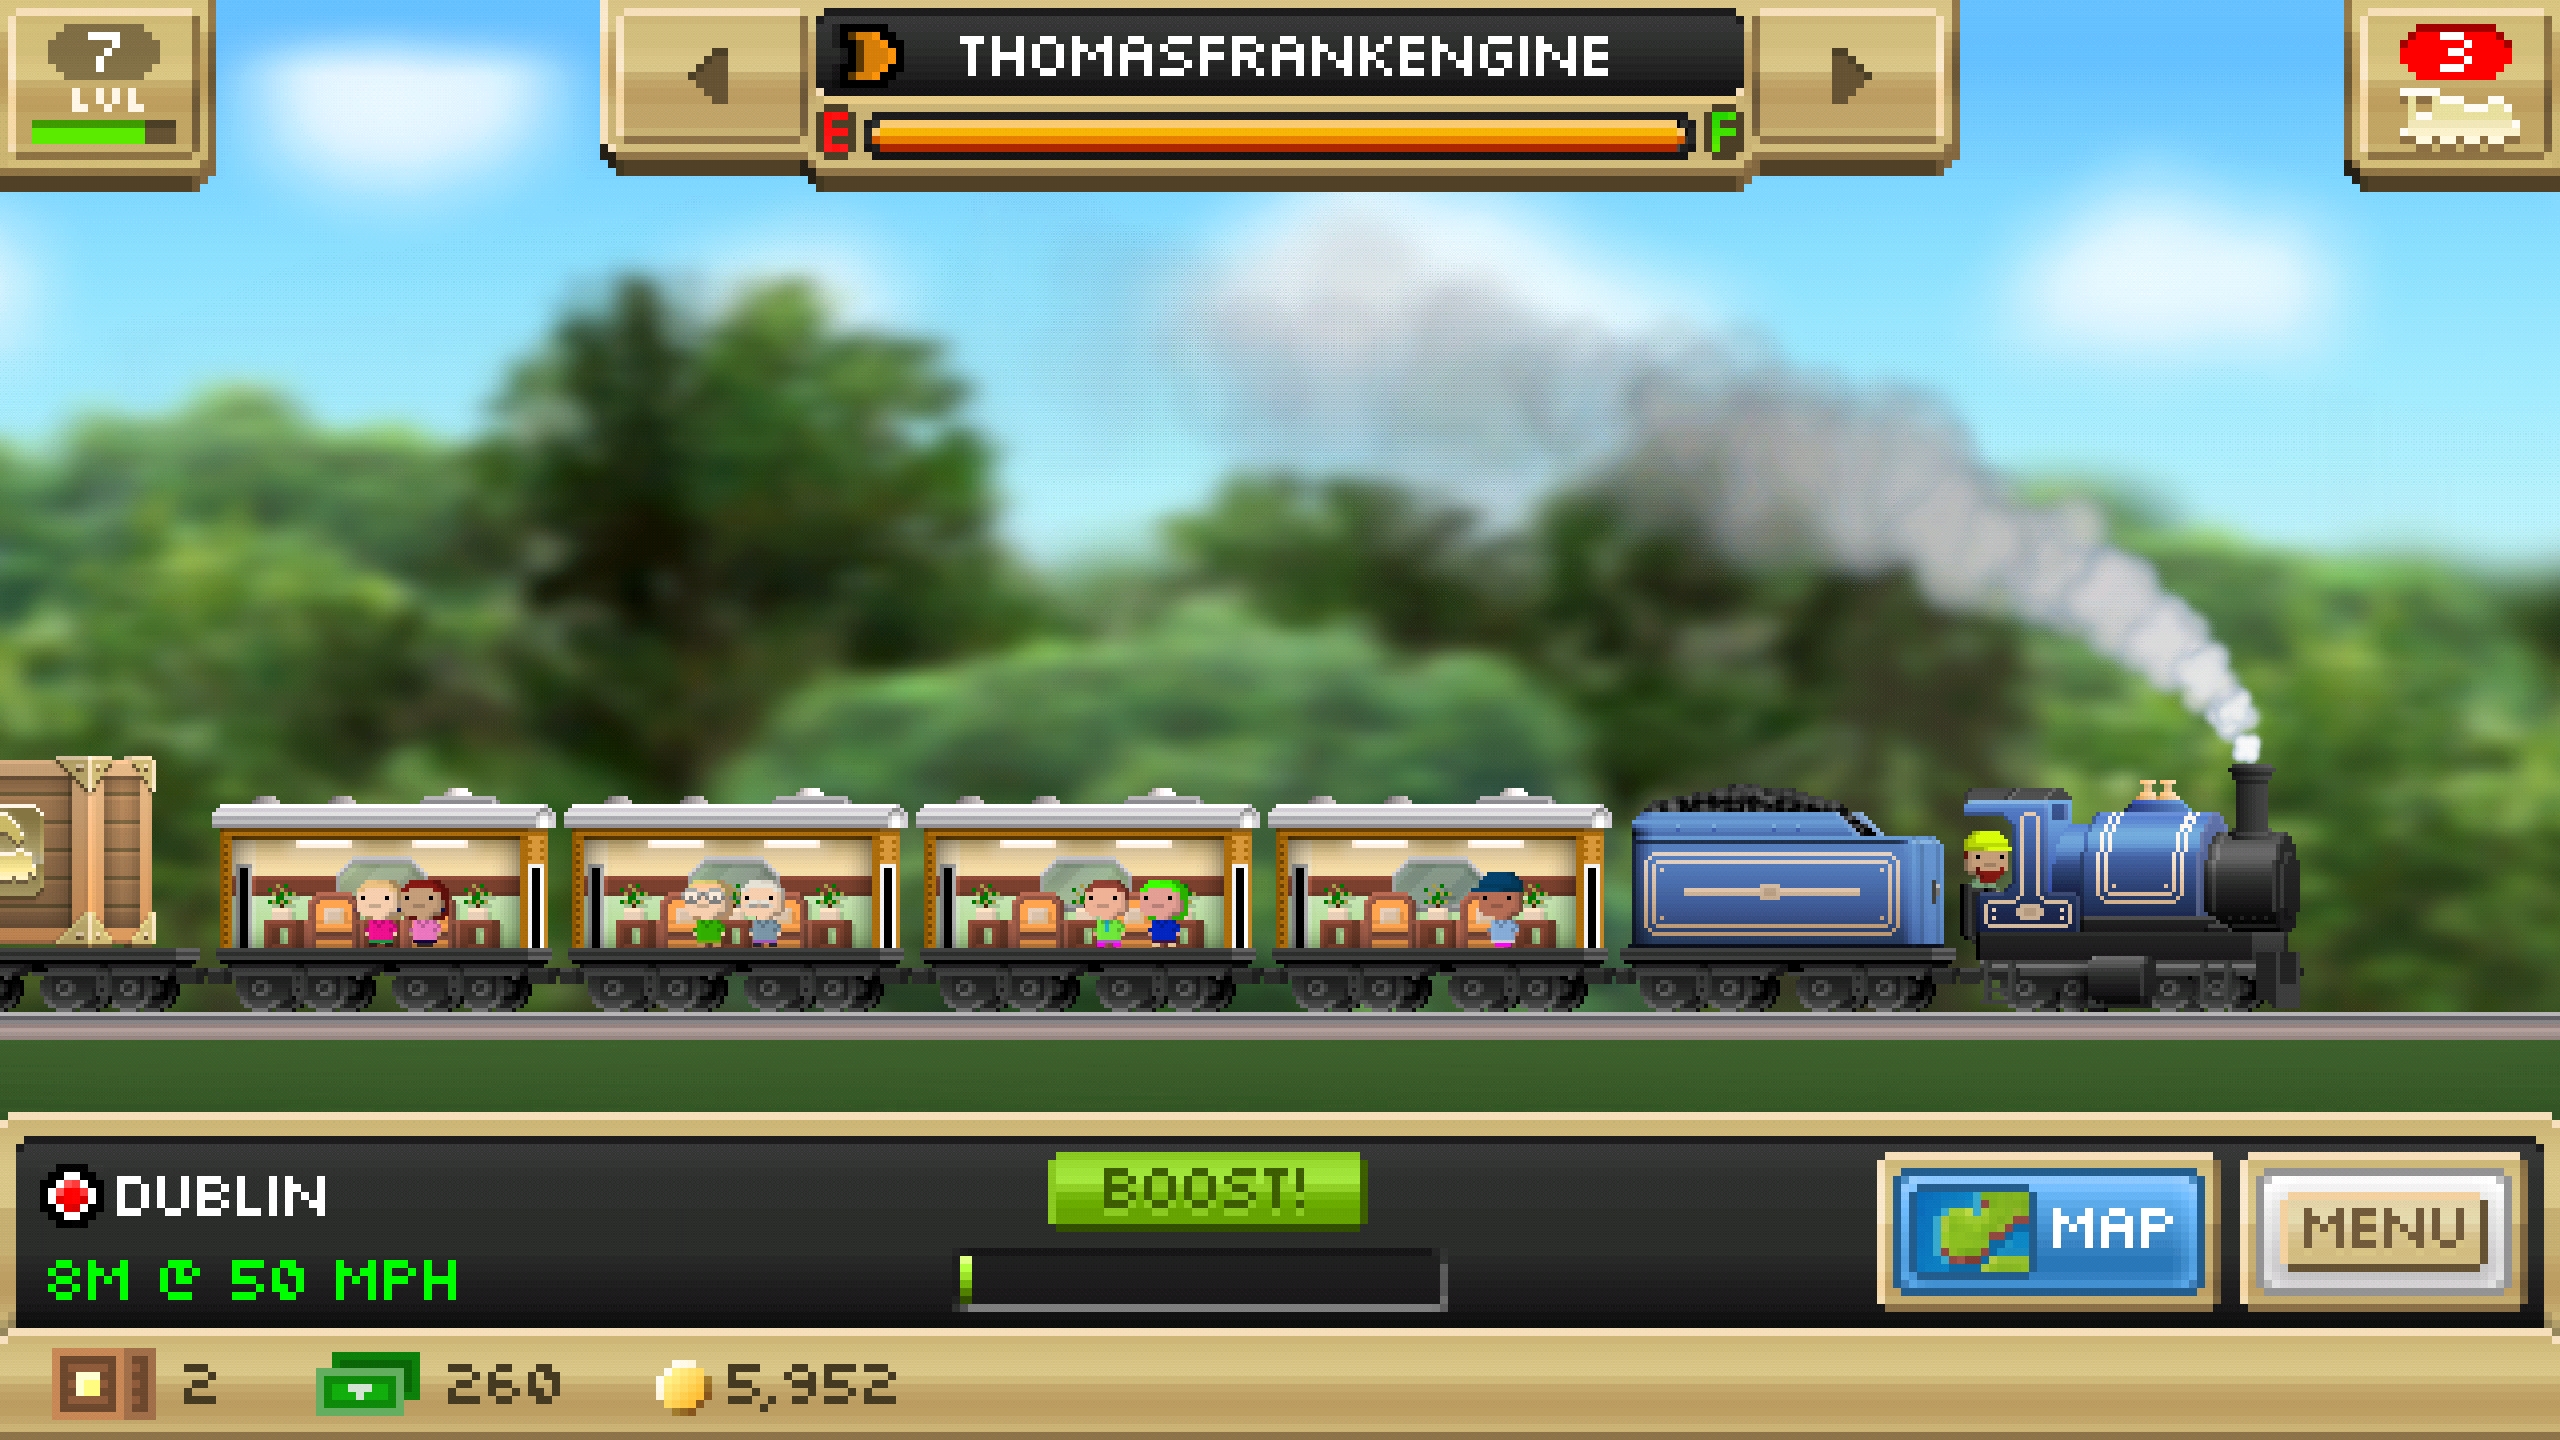 7
LVL
THOMASFRANKENGINE
E F
3
DUBLIN
8M @ 50 MPH
BOOST!
MAP
MENU
2 260 5,952